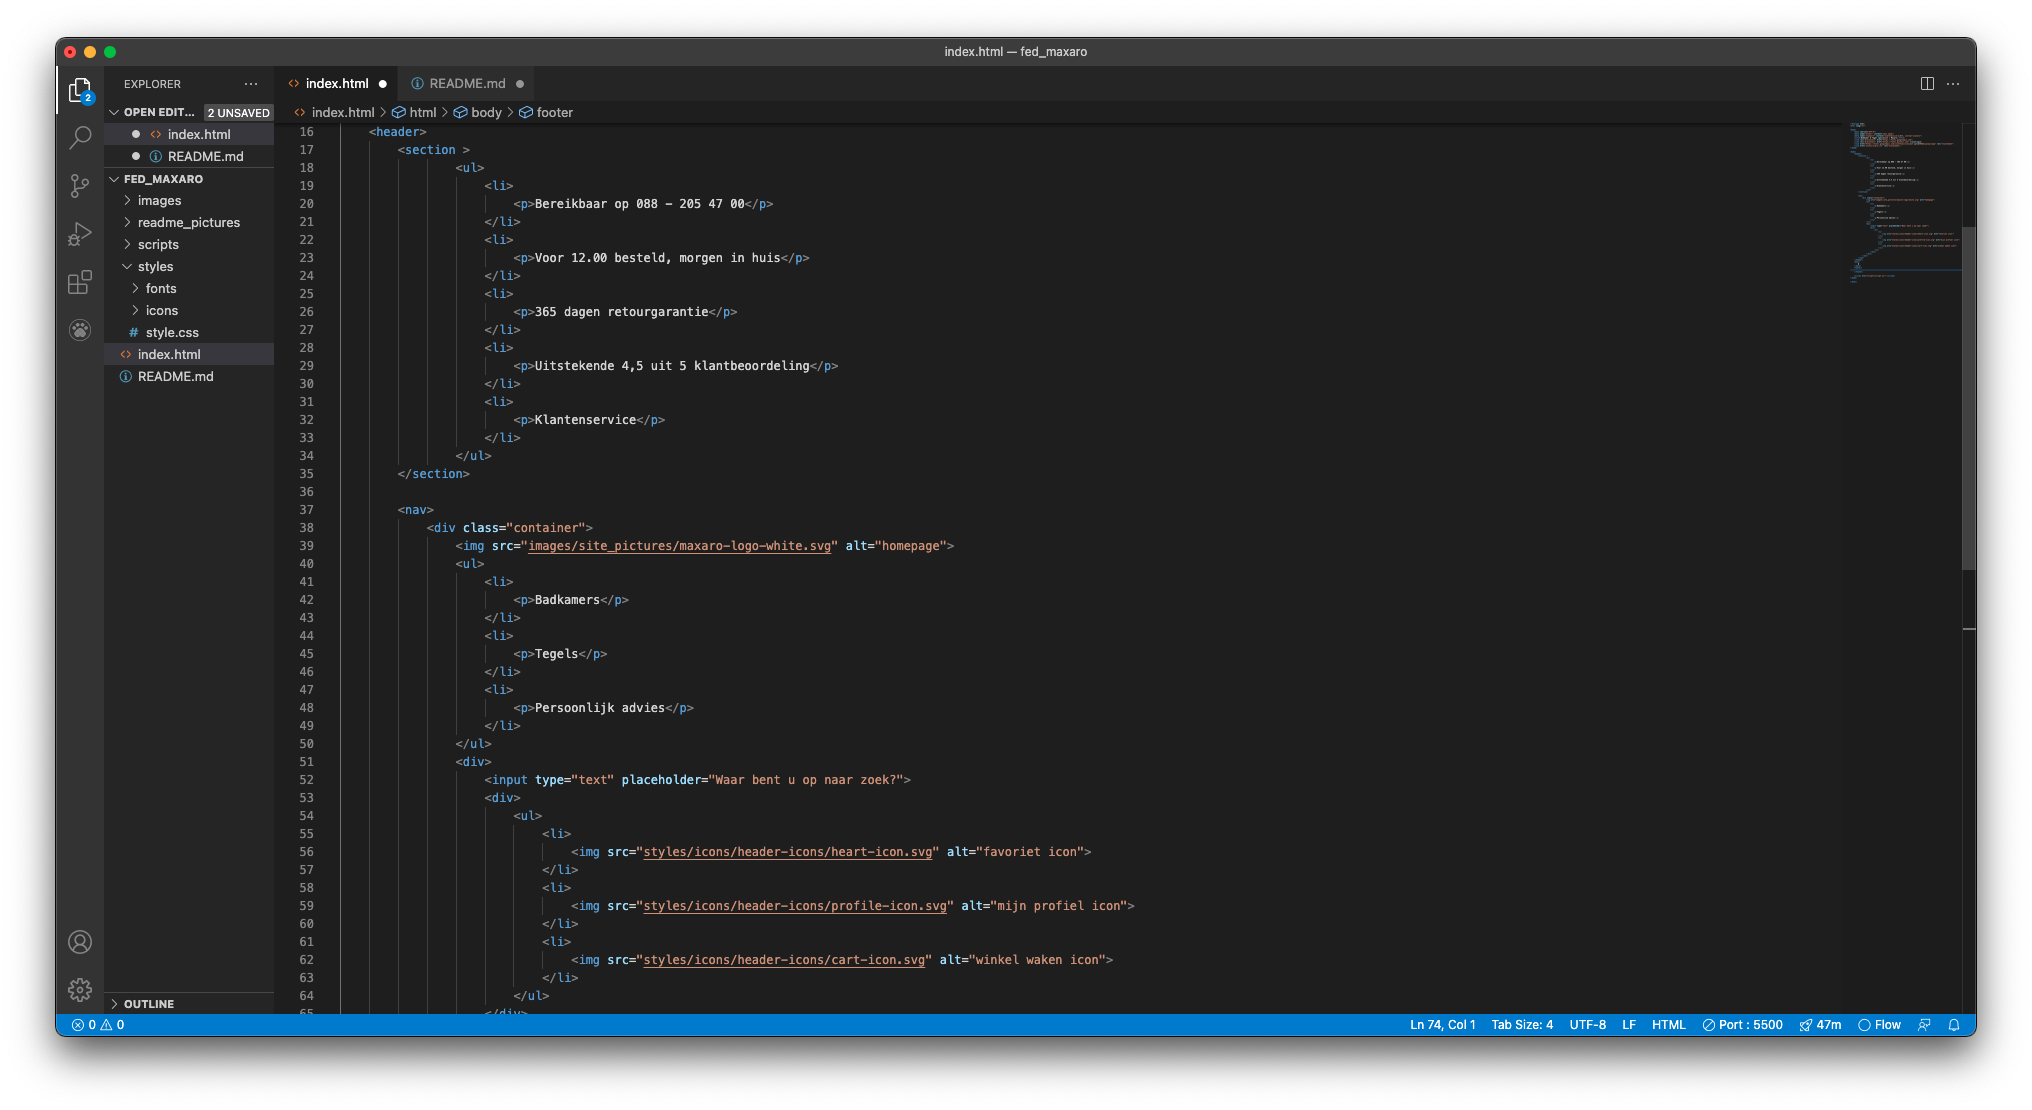 index.html — fed_maxaro
EXPLORER
index.html
README.md
2
OPEN EDIT... 2 UNSAVED
index.html
README.md
FED_MAXARO
images
readme_pictures
scripts
styles
fonts
icons
# style.css
index.html
README.md
OUTLINE
index.html > html > body > footer
16 <header>
17 <section >
18 <ul>
19 <li>
20 <p>Bereikbaar op 088 – 205 47 00</p>
21 </li>
22 <li>
23 <p>Voor 12.00 besteld, morgen in huis</p>
24 </li>
25 <li>
26 <p>365 dagen retourgarantie</p>
27 </li>
28 <li>
29 <p>Uitstekende 4,5 uit 5 klantbeoordeling</p>
30 </li>
31 <li>
32 <p>Klantenservice</p>
33 </li>
34 </ul>
35 </section>
36
37 <nav>
38 <div class="container">
39 <img src="images/site_pictures/maxaro-logo-white.svg" alt="homepage">
40 <ul>
41 <li>
42 <p>Badkamers</p>
43 </li>
44 <li>
45 <p>Tegels</p>
46 </li>
47 <li>
48 <p>Persoonlijk advies</p>
49 </li>
50 </ul>
51 <div>
52 <input type="text" placeholder="Waar bent u op naar zoek?">
53 <div>
54 <ul>
55 <li>
56 <img src="styles/icons/header-icons/heart-icon.svg" alt="favoriet icon">
57 </li>
58 <li>
59 <img src="styles/icons/header-icons/profile-icon.svg" alt="mijn profiel icon">
60 </li>
61 <li>
62 <img src="styles/icons/header-icons/cart-icon.svg" alt="winkel waken icon">
63 </li>
64 </ul>
65 </div>
0 0
Ln 74, Col 1 Tab Size: 4 UTF-8 LF HTML Port : 5500 47m Flow